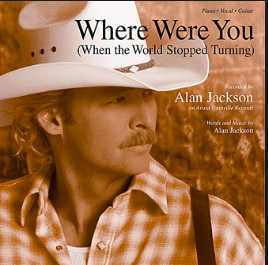 Piano • Vocal • Guitar
Where Were You
(When the World Stopped Turning)
Recorded by
Alan Jackson
on Arista Nashville Records
Words and Music by
Alan Jackson